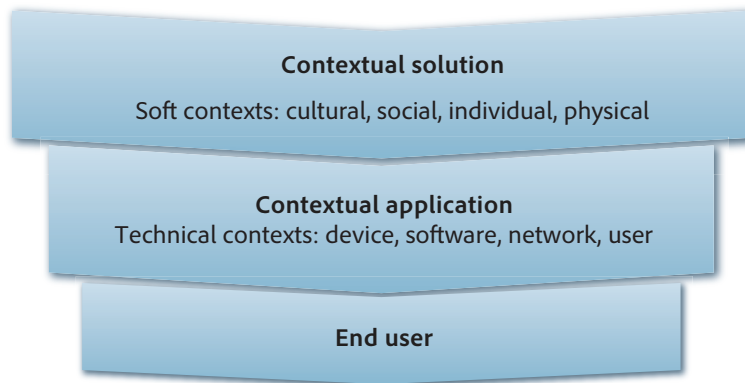 Contextual solution
Soft contexts: cultural, social, individual, physical
Contextual application
Technical contexts: device, software, network, user
End user